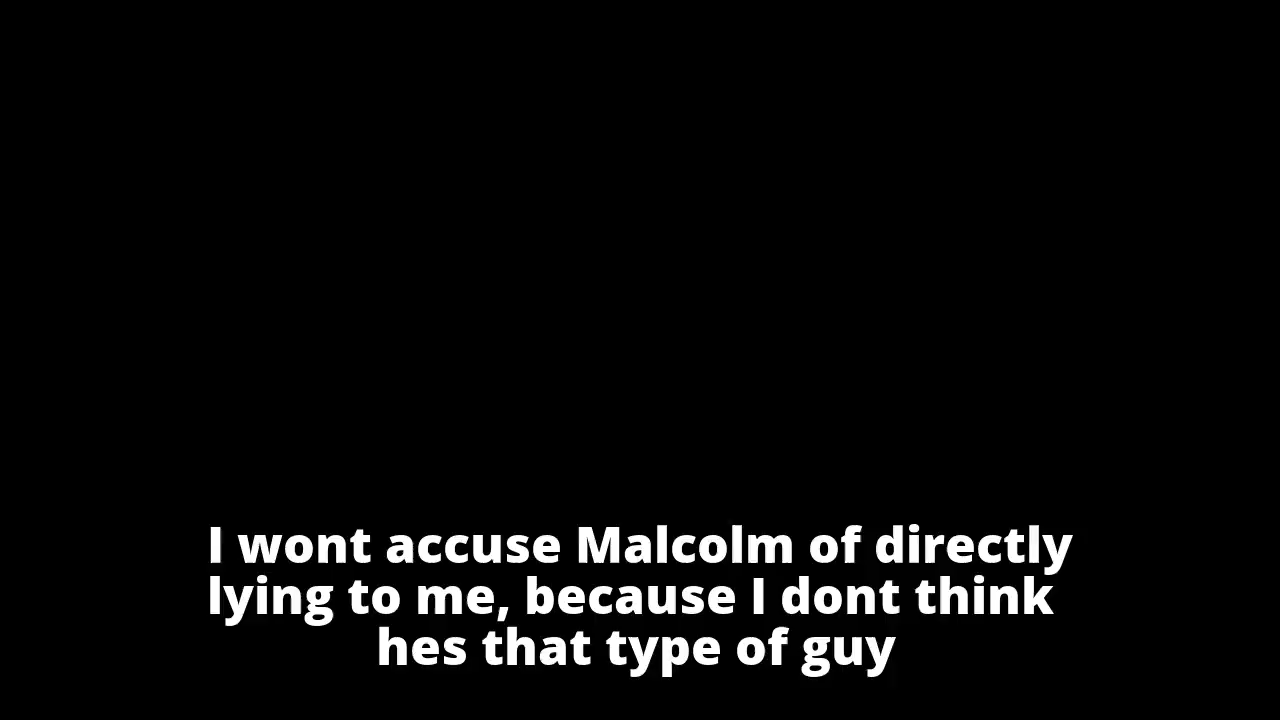 I wont accuse Malcolm of directly
lying to me, because I dont think
hes that type of guy